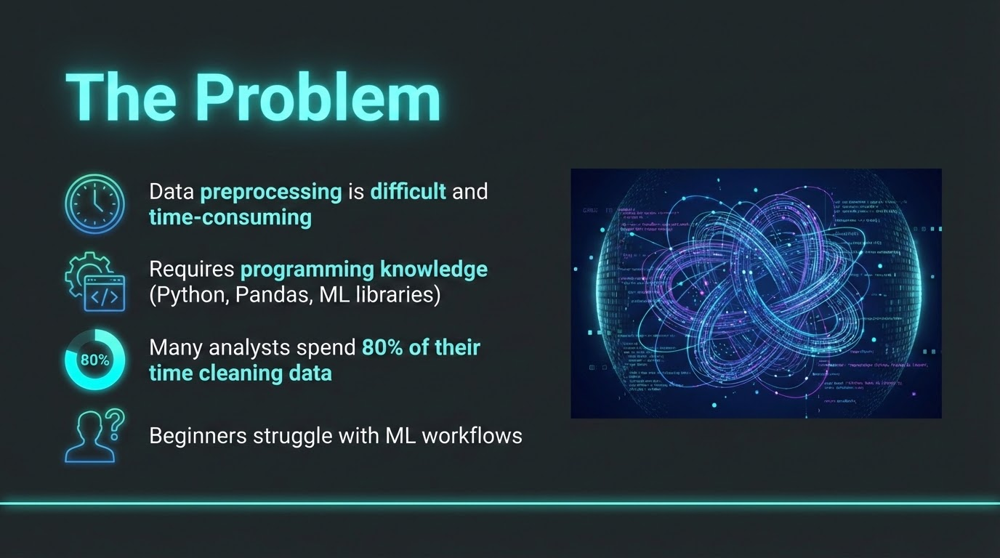 The Problem
Data preprocessing is difficult and
time-consuming
Requires programming knowledge
(Python, Pandas, ML libraries)
80%
Many analysts spend 80% of their
time cleaning data
Beginners struggle with ML workflows